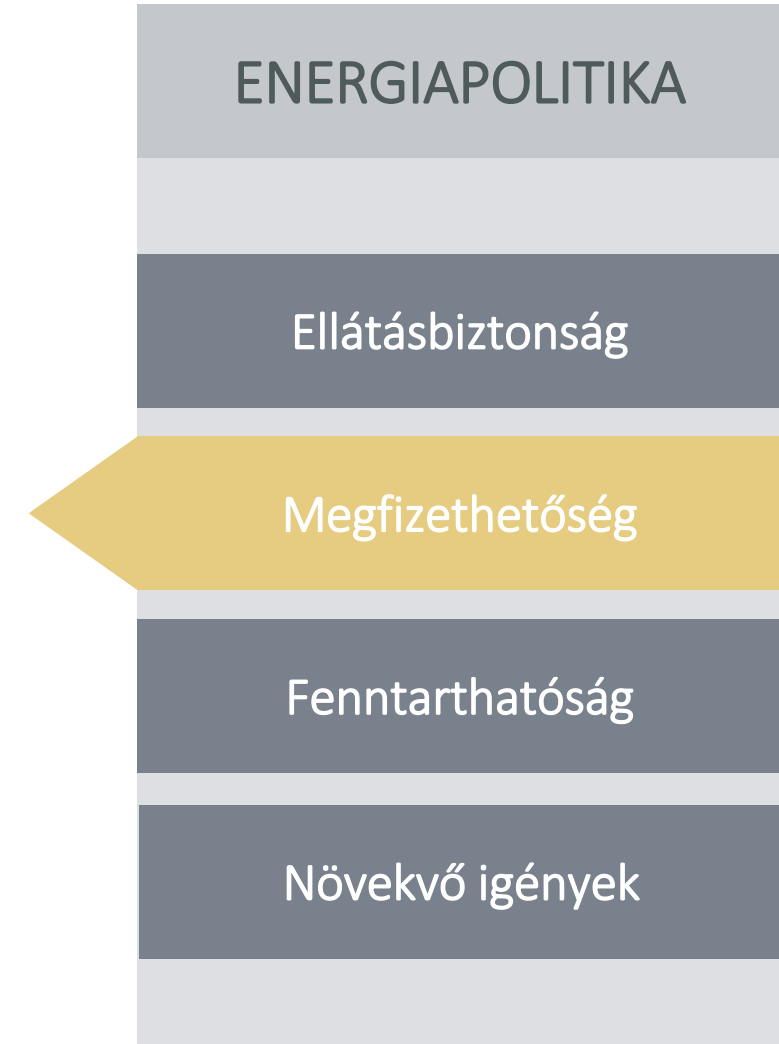 ENERGIAPOLITIKA
Ellátásbiztonság
Megfizethetőség
Fenntarthatóság
Növekvő igények